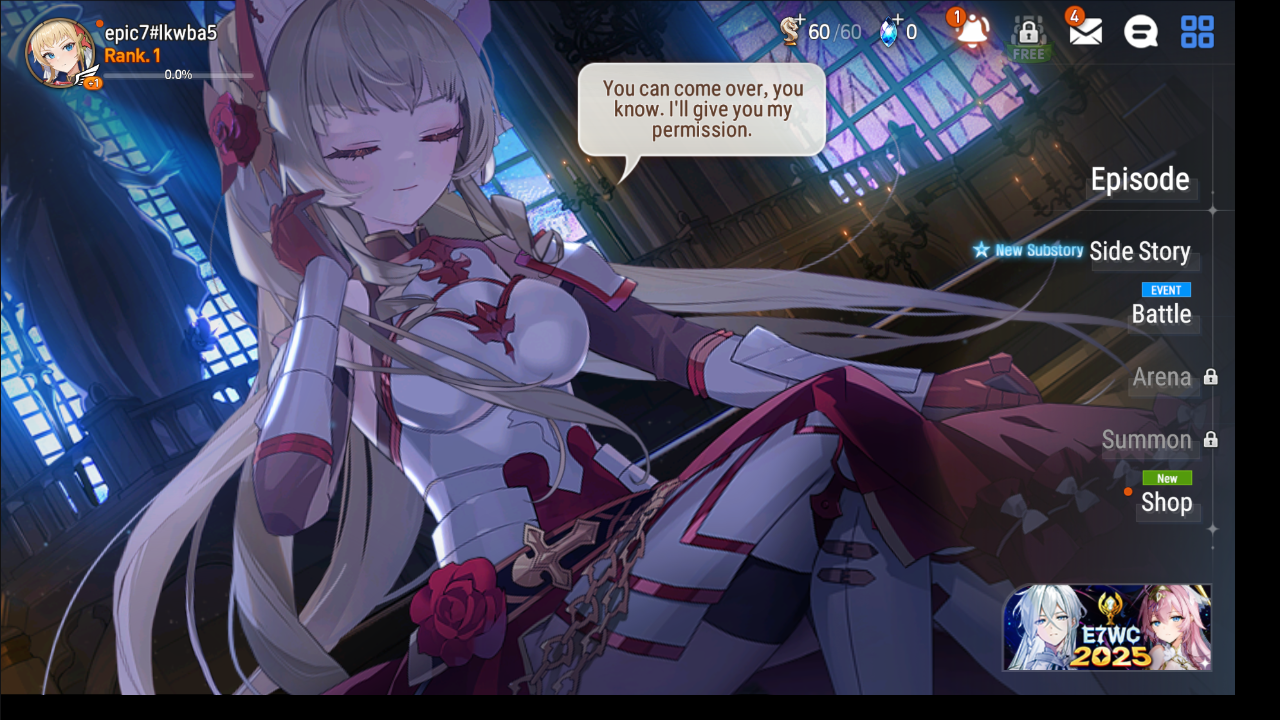 epic7#lkwba5
Rank.1
0.0%
+1
60/60
0
1
FREE
4
You can come over, you
know. I'll give you my
permission.
Episode
New Substory Side Story
EVENT
Battle
Arena
Summon
New
Shop
E7WC
2025